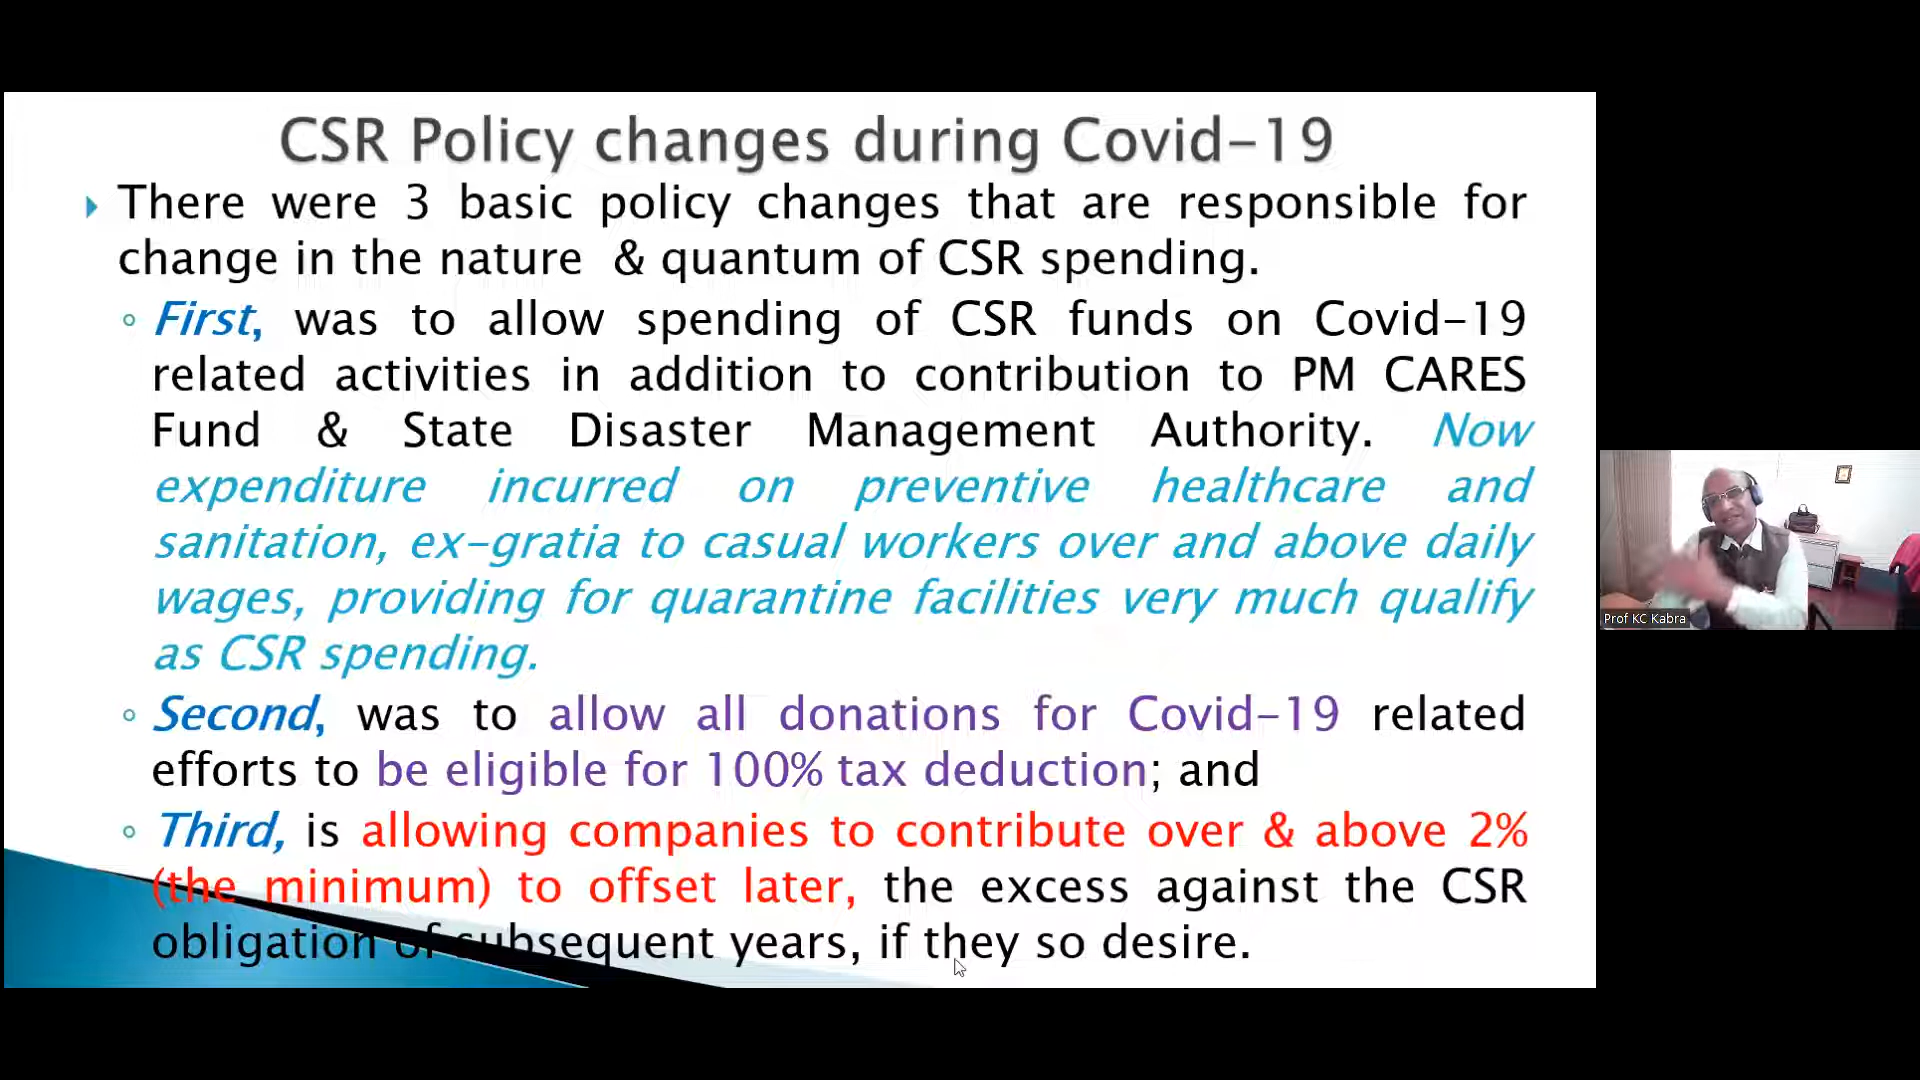 CSR Policy changes during Covid-19
There were 3 basic policy changes that are responsible for
change in the nature & quantum of CSR spending.
First, was to allow spending of CSR funds on Covid-19
related activities in addition to contribution to PM CARES
Fund & State Disaster Management Authority. Now
expenditure incurred on preventive healthcare and
sanitation, ex-gratia to casual workers over and above daily
wages, providing for quarantine facilities very much qualify
as CSR spending.
Second, was to allow all donations for Covid-19 related
efforts to be eligible for 100% tax deduction; and
Third, is allowing companies to contribute over & above 2%
(the minimum) to offset later, the excess against the CSR
obligation of subsequent years, if they so desire.
Prof KC Kabra